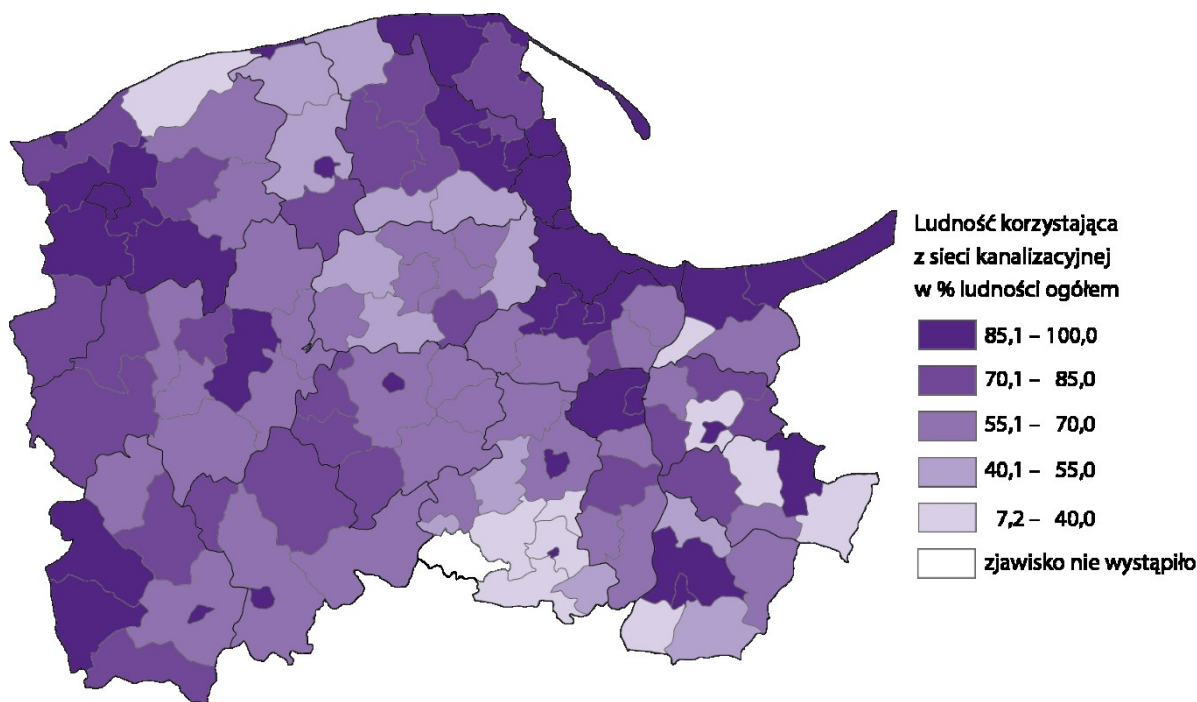 Ludność korzystająca
z sieci kanalizacyjnej
w % ludności ogółem
85,1 – 100,0
70,1 – 85,0
55,1 – 70,0
40,1 – 55,0
7,2 – 40,0
zjawisko nie wystąpiło